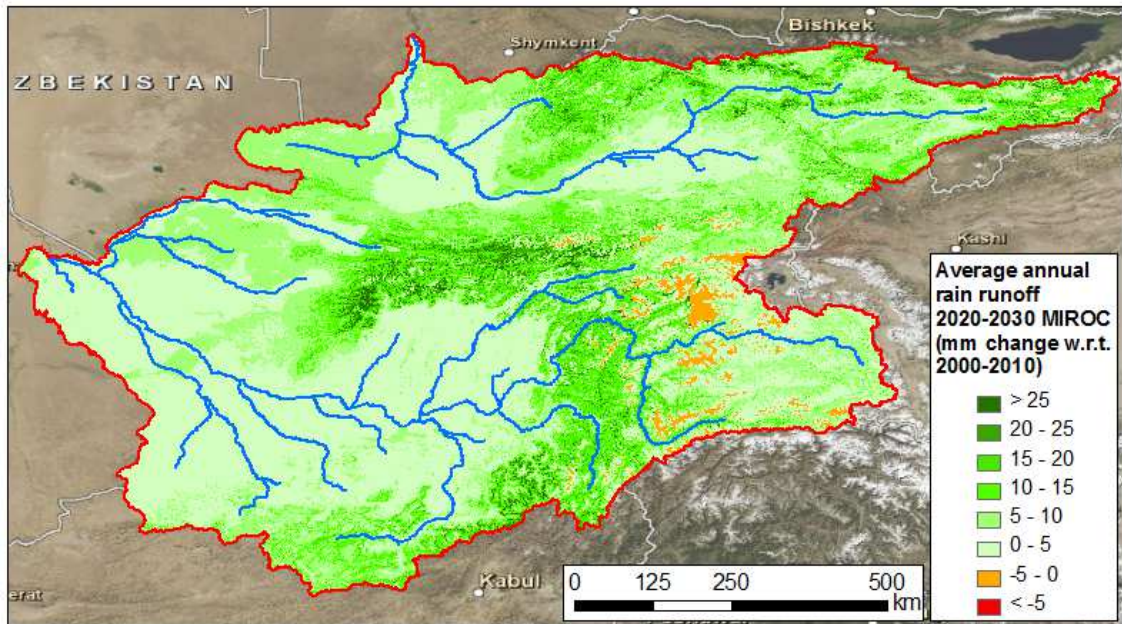 Bishkek
Shymkent
ZBEKISTAN
Kashi
Average annual
rain runoff
2020-2030 MIROC
(mm change w.r.t.
2000-2010)
> 25
20 - 25
15 - 20
10 - 15
5 - 10
0 - 5
-5 - 0
< -5
Kabul
erat
0 125 250 500
km